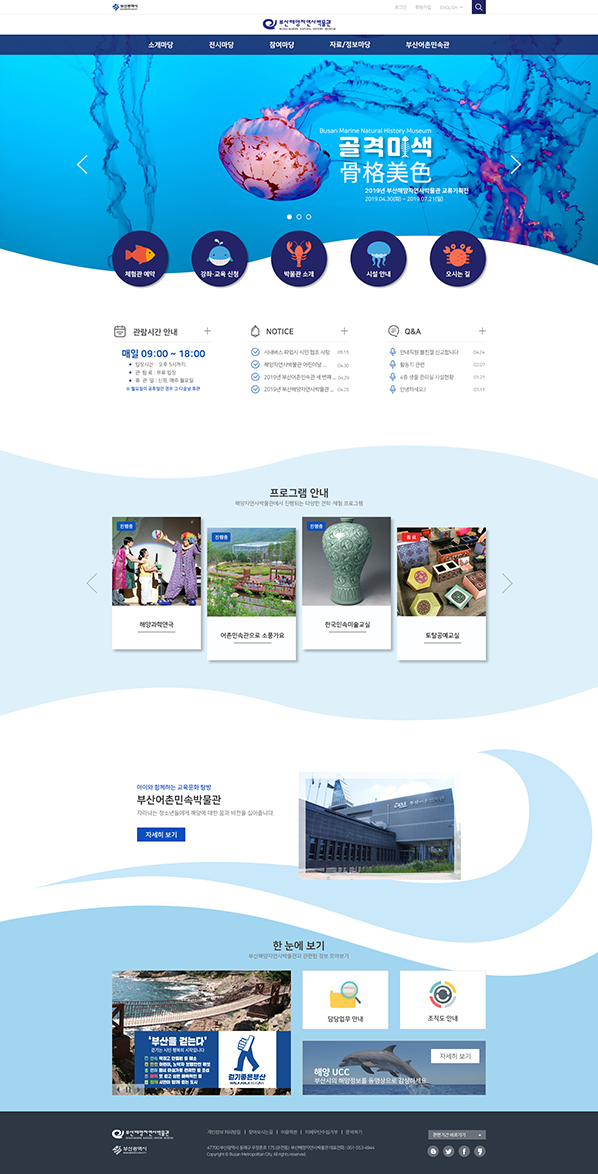 부산광역시
로그인 회원가입 ENGLISH
부산해양자연사박물관
BUSAN MARINE NATURAL HISTORY MUSEUM
소개마당 전시마당 참여마당 자료/정보마당 부산어촌민속관
Busan Marine Natural History Museum
골격미색
骨格美色
2019년 부산해양자연사박물관 교류기획전
2019.04.30(화) ~ 2019.07.21(일)
체험관 예약 강좌·교육 신청 박물관 소개 시설 안내 오시는 길
관람시간 안내
매일 09:00 ~ 18:00
입장시간 : 오후 5시까지
관 람 료 : 무료 입장
휴 관 일 : 신정, 매주 월요일
※ 월요일이 공휴일인 경우 그 다음날 휴관
NOTICE
시내버스 파업시 시민 협조 사항
해양자연사박물관 어린이날 ... 04.30
2019년 부산어촌민속관 세 번째 ... 04.26
2019년 부산해양자연사박물관 ... 04.25
Q&A
안내직원 불친절 신고합니다
활동지 관련 02.07
4층 생물 관리실 시설현황
안녕하세요!
프로그램 안내
해양자연사박물관에서 진행되는 다양한 전화·체험 프로그램
진행중 진행중 진행중 종료
해양과학연극
어촌민속관으로 소풍가요
한국민속미술교실
토탈공예교실
아이와 함께하는 교육문화 탐방
부산어촌민속박물관
자라나는 청소년들에게 해양에 대한 꿈과 비전을 심어줍니다.
자세히 보기
한 눈에 보기
부산해양자연사박물관과 관련된 정보 모아보기
'부산을 걷는다'
걷기는 시민 행복의 시작입니다
걷기좋은부산
WALKABLE BUSAN
담당업무 안내
조직도 안내
해양 UCC
부산시의 해양정보를 동영상으로 감상하세요
자세히 보기
부산해양자연사박물관
부산광역시
개인정보 처리방침 | 찾아오시는길 | 이용약관 | 이메일무단수집거부 | 문의하기
47700 부산광역시 동래구 우장춘로 175 (온천동) 부산해양자연사박물관 대표전화 : 051-553-4944
Copyright © Busan Metropolitan City. All rights reserved.
관련기관 바로가기